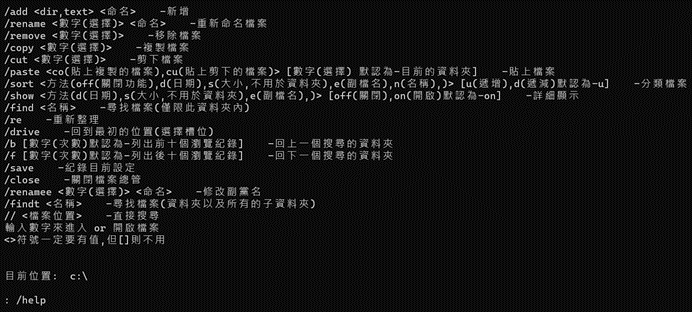 /add <dir,text> <命名>    -新增
/rename <數字(選擇)> <命名>    -重新命名檔案
/remove <數字(選擇)>    -移除檔案
/copy <數字(選擇)>    -複製檔案
/cut <數字(選擇)>    -剪下檔案
/paste <co(貼上複製的檔案),cu(貼上剪下的檔案)> [數字(選擇) 默認為-目前的資料夾]    -貼上檔案
/sort <方法(off(關閉功能),d(日期),s(大小,不用於資料夾),e(副檔名),n(名稱),)> [u(遞增),d(遞減)默認為-u]    -分類檔案
/show <方法(d(日期),s(大小,不用於資料夾),e(副檔名),)> [off(關閉),on(開啟)默認為-on]    -詳細顯示
/find <名稱>    -尋找檔案(僅限此資料夾內)
/re    -重新整理
/drive    -回到最初的位置(選擇槽位)
/b [數字(次數)默認為-列出前十個瀏覽紀錄]    -回上一個搜尋的資料夾
/f [數字(次數)默認為-列出後十個瀏覽紀錄]    -回下一個搜尋的資料夾
/save    -紀錄目前設定
/close    -關閉檔案總管
/renamee <數字(選擇)> <命名>    -修改副黨名
/findt <名稱>    -尋找檔案(資料夾以及所有的子資料夾)
// <檔案位置>    -直接搜尋
輸入數字來進入 or 開啟檔案
<>符號一定要有值,但[]則不用
目前位置:  c:\
: /help